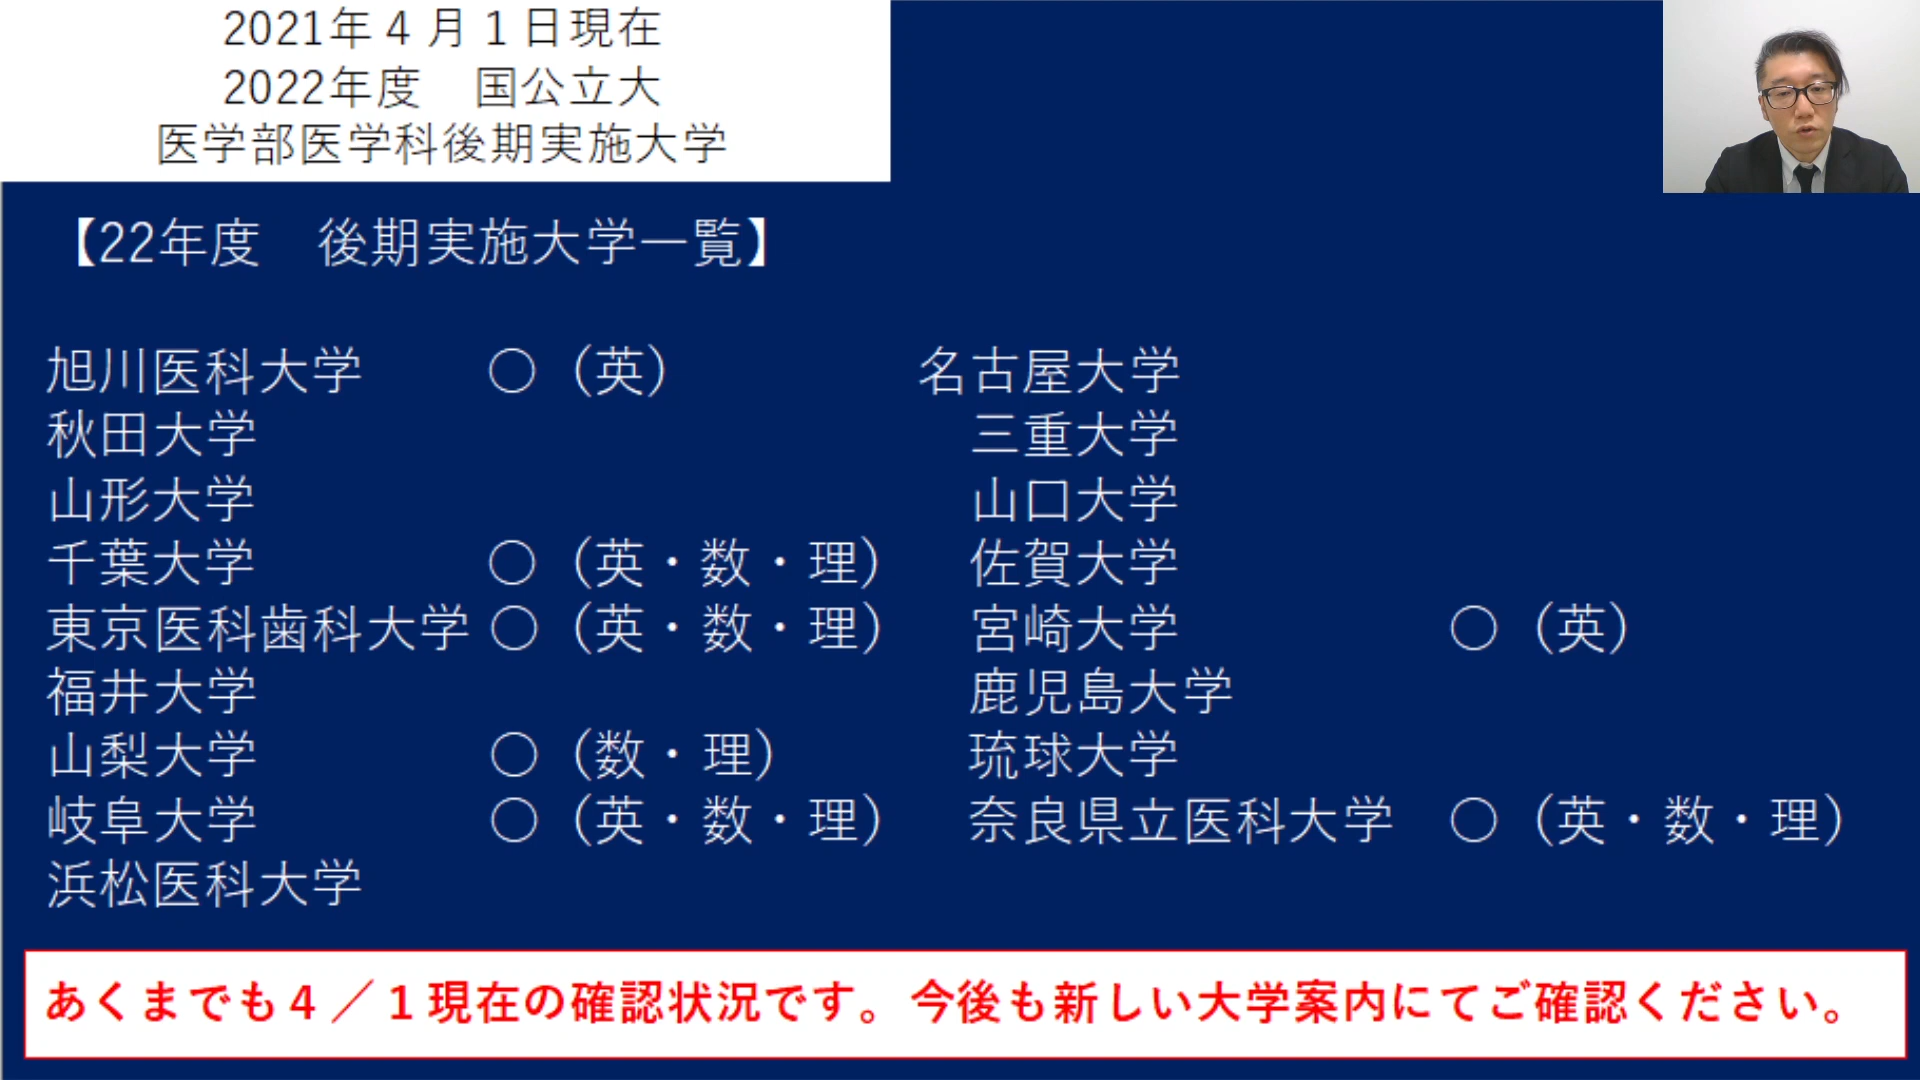 2021年４月１日現在
2022年度　国公立大
医学部医学科後期実施大学
【22年度　後期実施大学一覧】
旭川医科大学　○（英）
秋田大学
山形大学
千葉大学　○（英・数・理）
東京医科歯科大学　○（英・数・理）
福井大学
山梨大学　○（数・理）
岐阜大学　○（英・数・理）
浜松医科大学
名古屋大学
三重大学
山口大学
佐賀大学
宮崎大学　○（英）
鹿児島大学
琉球大学
奈良県立医科大学　○（英・数・理）
あくまでも４／１現在の確認状況です。今後も新しい大学案内にてご確認ください。